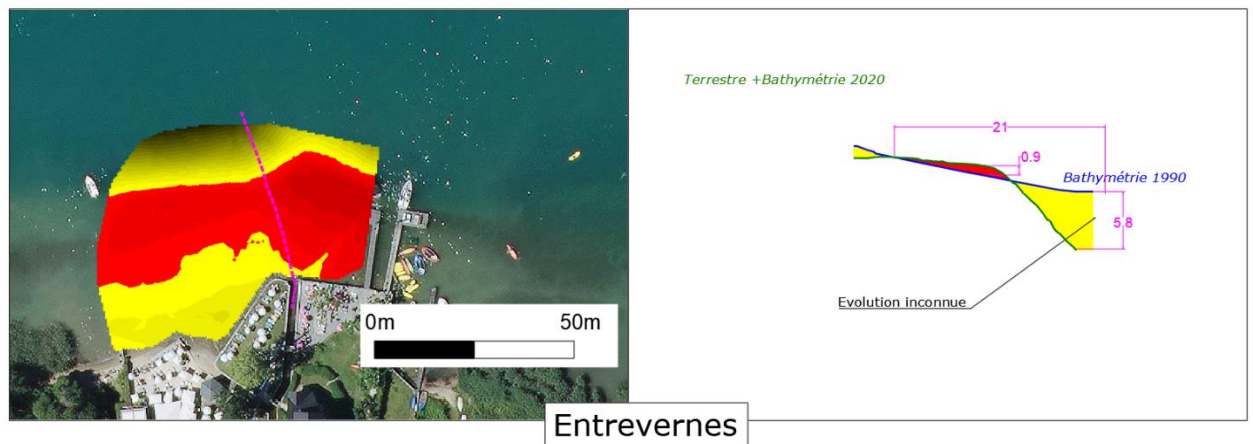 0m 50m
Terrestre +Bathymétrie 2020
21
0.9
Bathymétrie 1990
5.8
Evolution inconnue
Entrevernes